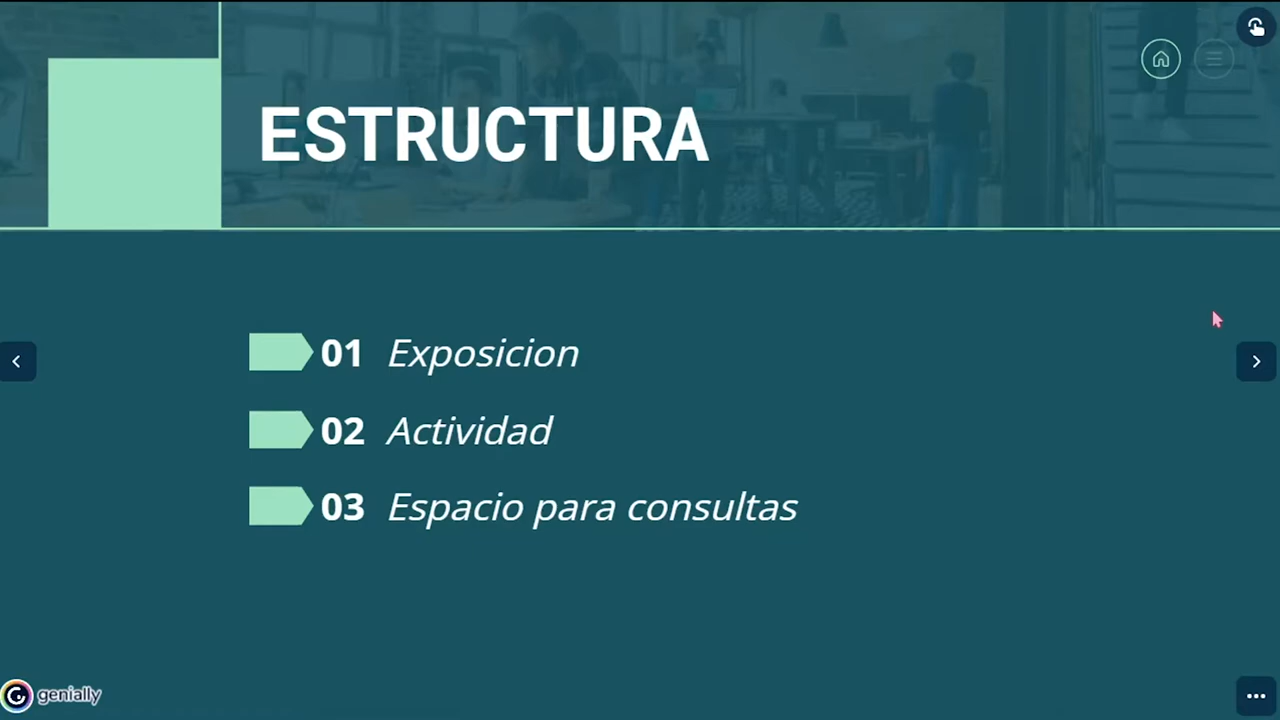 ESTRUCTURA
01 Exposicion
02 Actividad
03 Espacio para consultas
genially